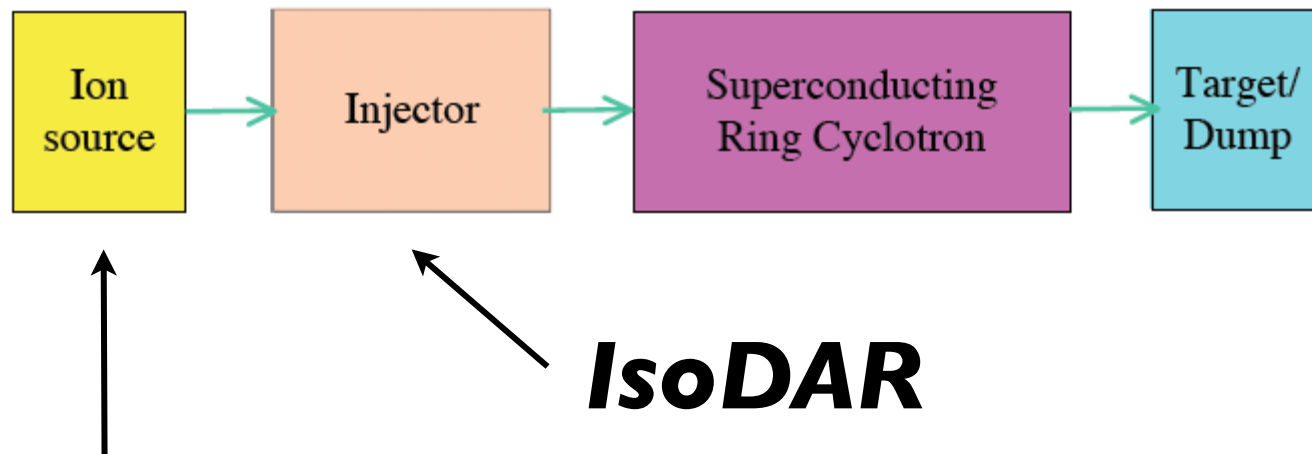 Ion
source
Injector
Superconducting
Ring Cyclotron
Target/
Dump
IsoDAR